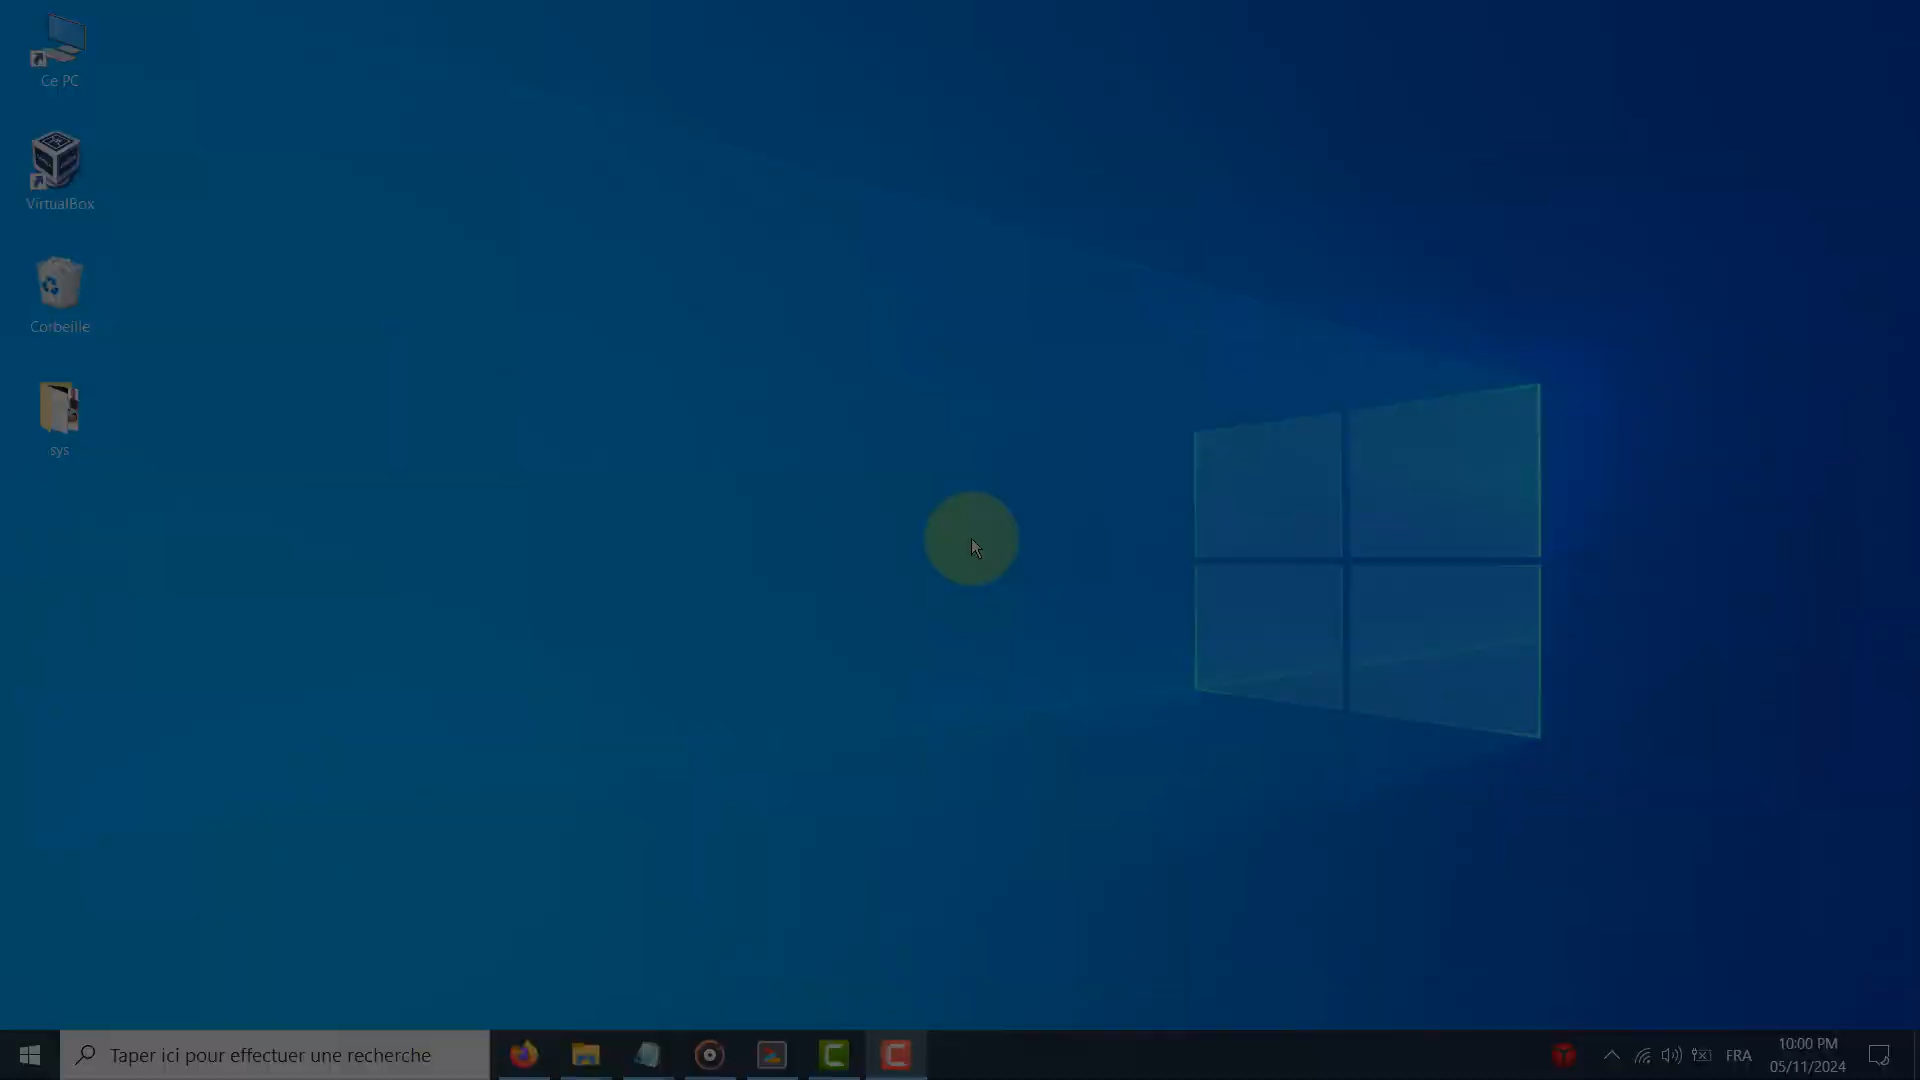 Ce PC
VirtualBox
Corbeille
sys
Taper ici pour effectuer une recherche
FRA
10:00 PM
05/11/2024